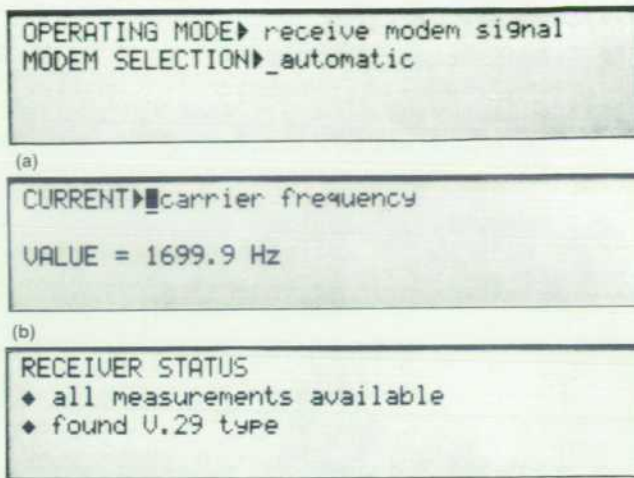 OPERATING MODE▶ receive modem signal
MODEM SELECTION▶_automatic
(a)
CURRENT▶█carrier frequency
VALUE = 1699.9 Hz
(b)
RECEIVER STATUS
◆ all measurements available
◆ found V.29 type